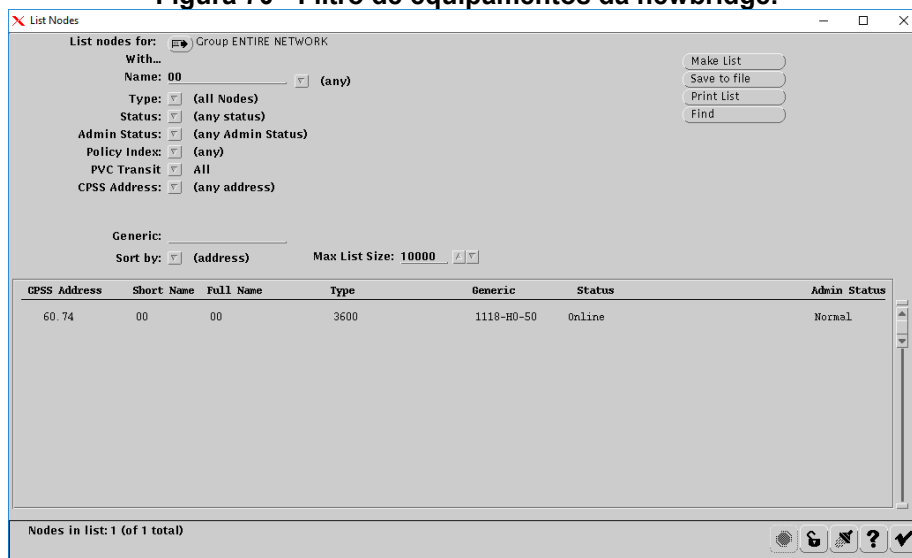 Figura 70 - Filtro de equipamentos da newbridge.
List Nodes
List nodes for: Group ENTIRE NETWORK
With...
Name: 00 (any)
Type: (all Nodes)
Status: (any status)
Admin Status: (any Admin Status)
Policy Index: (any)
PVC Transit All
CPSS Address: (any address)
Make List
Save to file
Print List
Find
Generic:
Sort by: (address) Max List Size: 10000
CPSS Address Short Name Full Name Type Generic Status Admin Status
60.74 00 00 3600 1118-H0-50 Online Normal
Nodes in list: 1 (of 1 total)
?